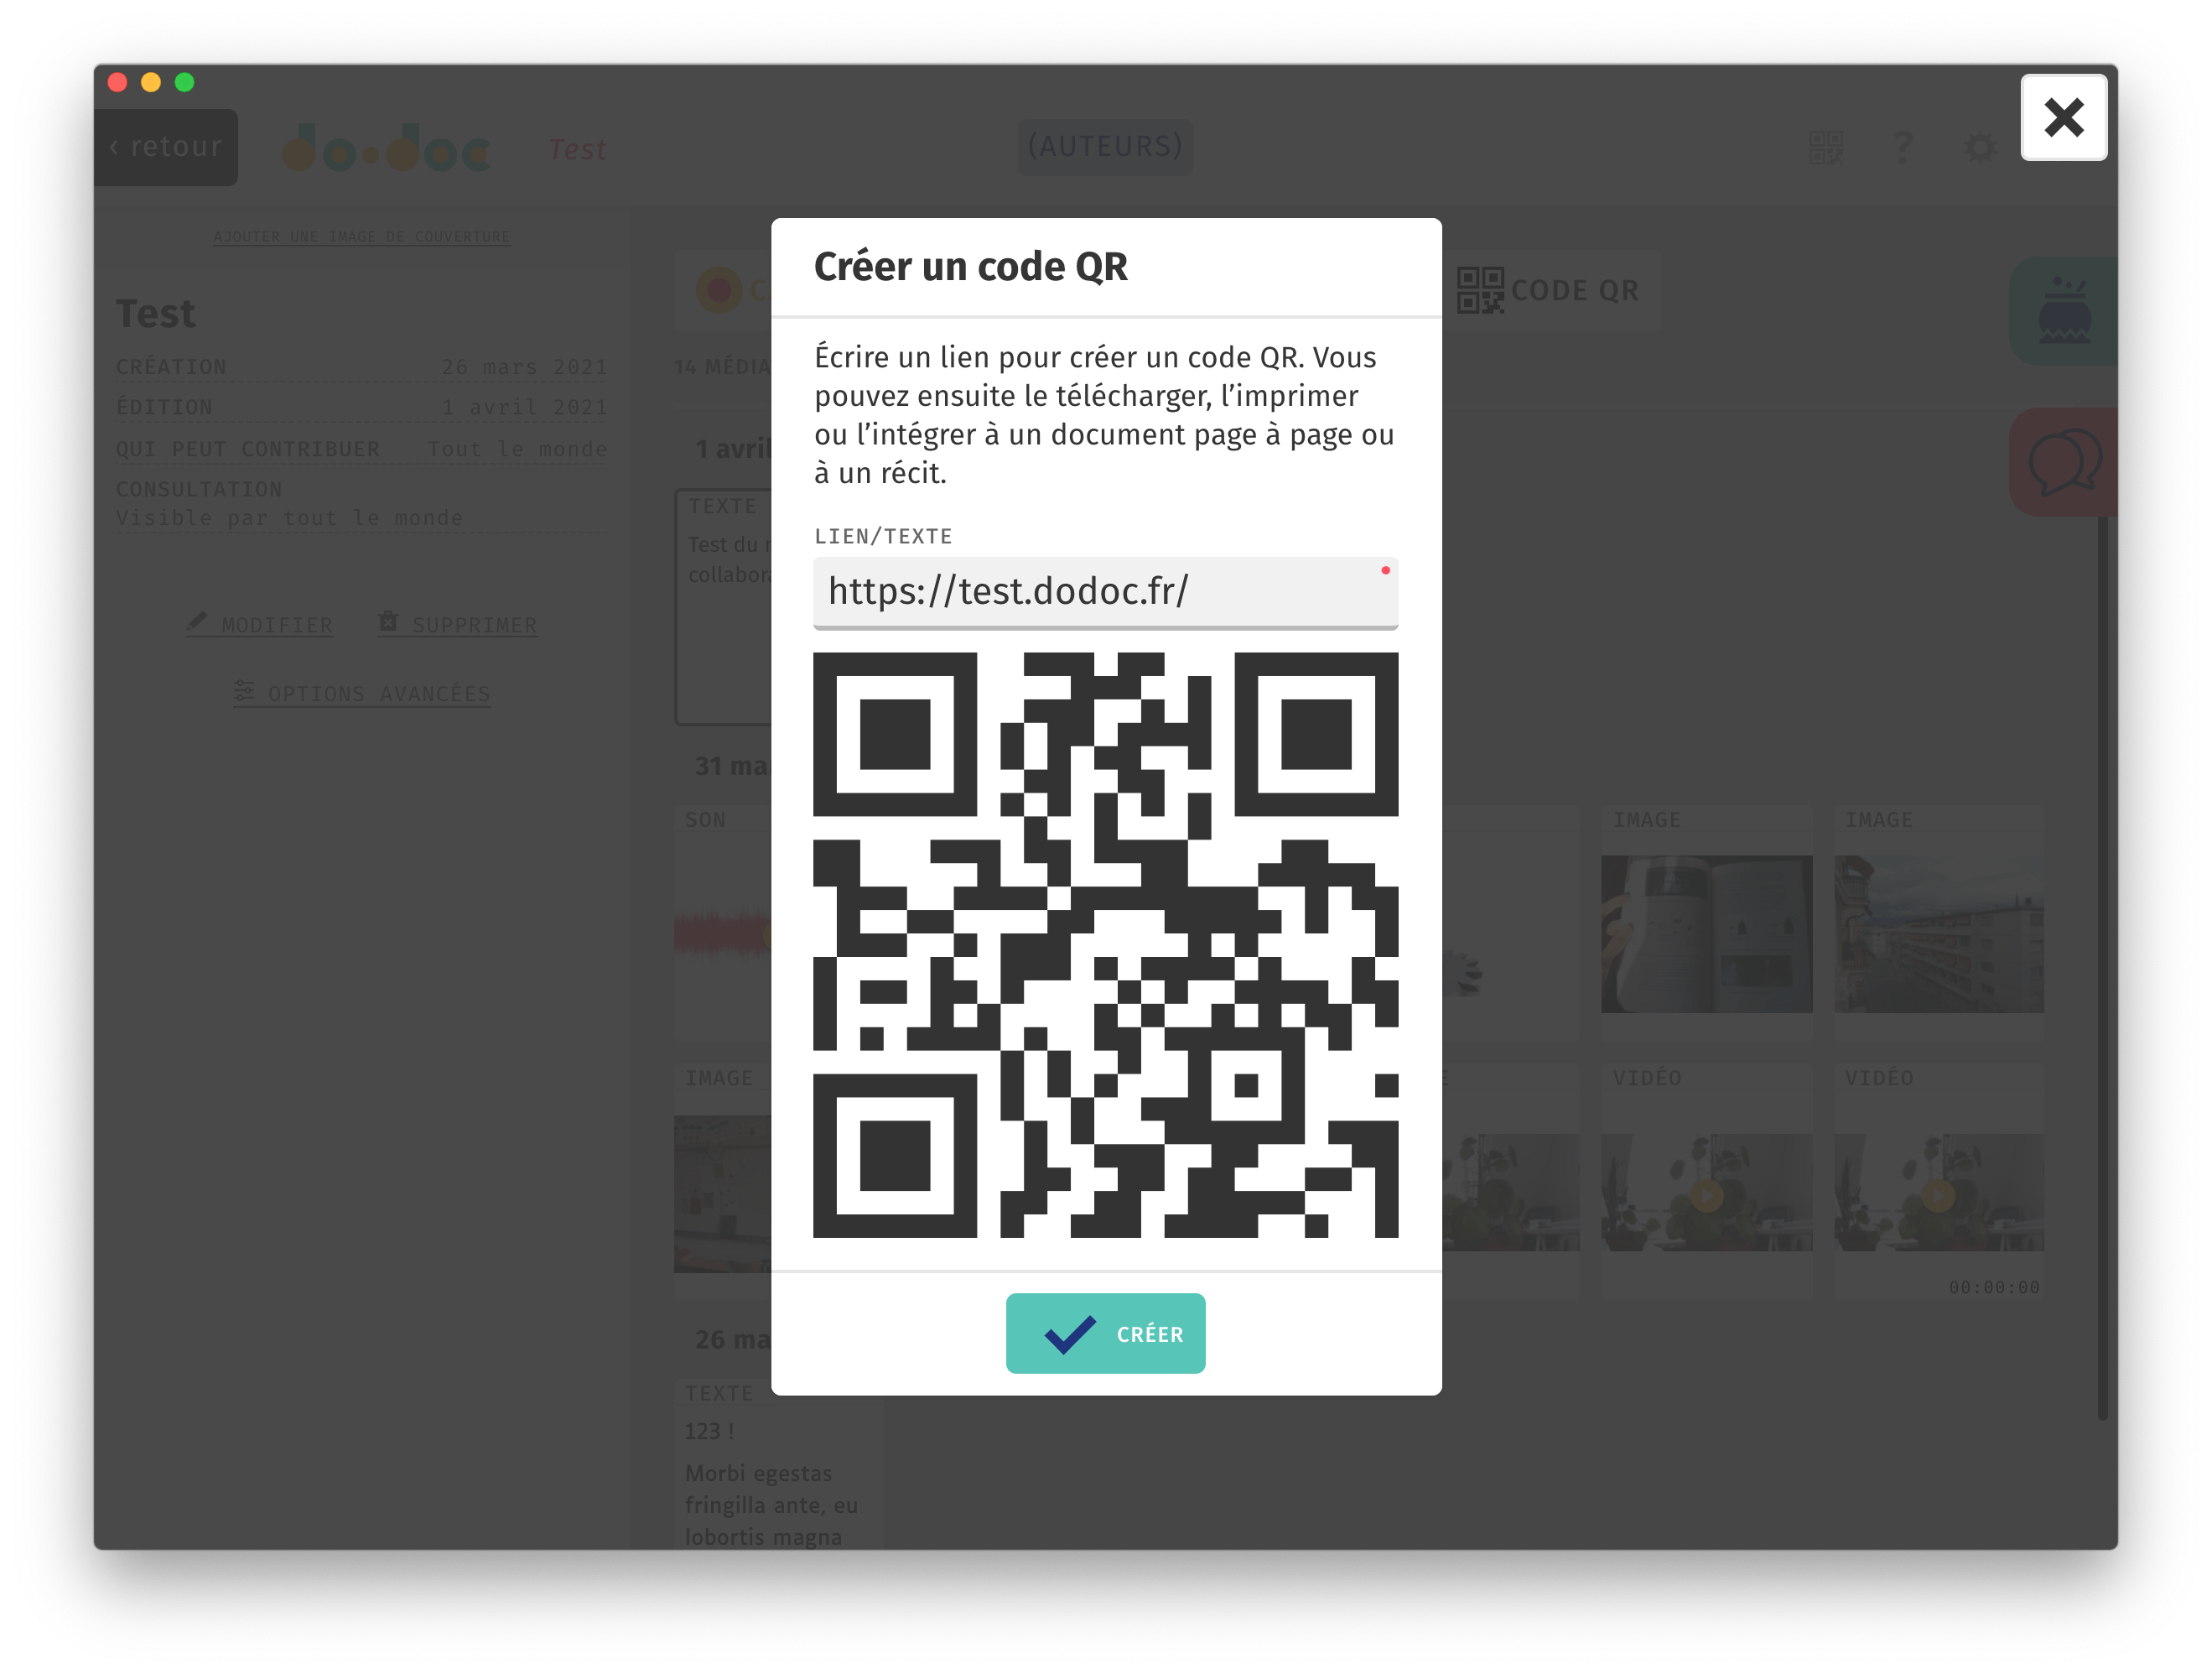 ‹ retour
do•doc
Test
(AUTEURS)
?
AJOUTER UNE IMAGE DE COUVERTURE
Test
CRÉATION 26 mars 2021
ÉDITION 1 avril 2021
QUI PEUT CONTRIBUER Tout le monde
CONSULTATION
Visible par tout le monde
MODIFIER
SUPPRIMER
OPTIONS AVANCÉES
CODE QR
14 MÉDIA
1 avril
TEXTE
Test du
31 ma
SON
IMAGE
IMAGE
IMAGE
VIDÉO
VIDÉO
00:00:00
26 ma
TEXTE
123 !
Morbi egestas
fringilla ante, eu
lobortis magna
Créer un code QR
Écrire un lien pour créer un code QR. Vous
pouvez ensuite le télécharger, l’imprimer
ou l’intégrer à un document page à page ou
à un récit.
LIEN/TEXTE
https://test.dodoc.fr/
CRÉER